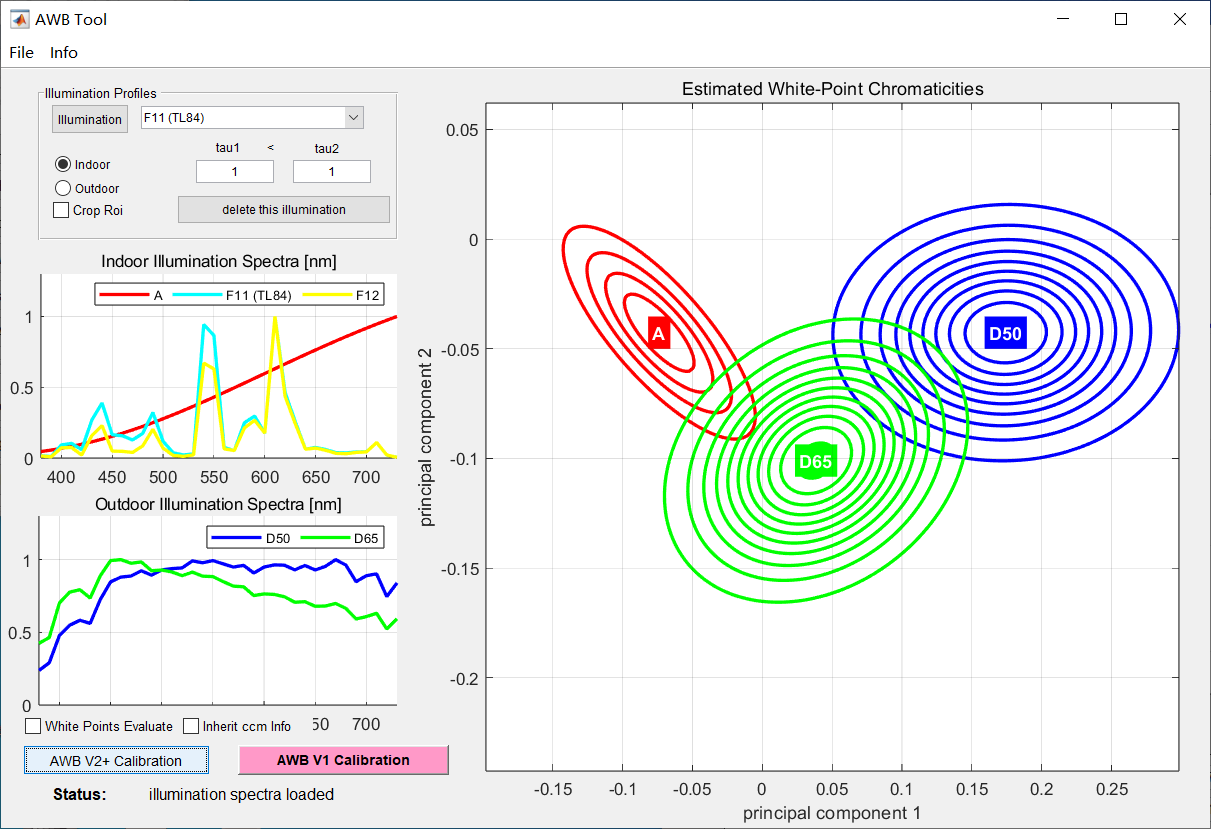 AWB Tool
File Info
Illumination Profiles
Illumination F11 (TL84)
tau1 < tau2
Indoor 1 1
Outdoor
Crop Roi delete this illumination
Indoor Illumination Spectra [nm]
A F11 (TL84) F12
1
0.5
0
400 450 500 550 600 650 700
Outdoor Illumination Spectra [nm]
D50 D65
1
0.5
0
White Points Evaluate Inherit ccm Info 50 700
AWB V2+ Calibration AWB V1 Calibration
Status: illumination spectra loaded
Estimated White-Point Chromaticities
0.05
0
-0.05
-0.1
-0.15
-0.2
principal component 2
A
D50
D65
-0.15 -0.1 -0.05 0 0.05 0.1 0.15 0.2 0.25
principal component 1